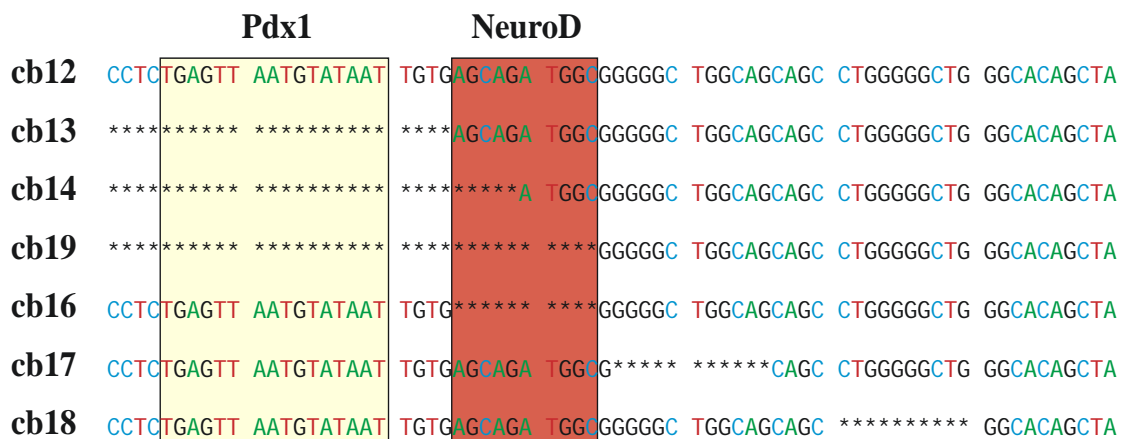 Pdx1 NeuroD
cb12 CCTCTGAGTT AATGTATAAT TGTGAGCAGA TGGCGGGGGC TGGCAGCAGC CTGGGGGCTG GGCACAGCTA
cb13 ********** ********** ****AGCAGA TGGCGGGGGC TGGCAGCAGC CTGGGGGCTG GGCACAGCTA
cb14 ********** ********** *********A TGGCGGGGGC TGGCAGCAGC CTGGGGGCTG GGCACAGCTA
cb19 ********** ********** ********** ****GGGGGC TGGCAGCAGC CTGGGGGCTG GGCACAGCTA
cb16 CCTCTGAGTT AATGTATAAT TGTG****** ****GGGGGC TGGCAGCAGC CTGGGGGCTG GGCACAGCTA
cb17 CCTCTGAGTT AATGTATAAT TGTGAGCAGA TGGCG***** ******CAGC CTGGGGGCTG GGCACAGCTA
cb18 CCTCTGAGTT AATGTATAAT TGTGAGCAGA TGGCGGGGGC TGGCAGCAGC ********** GGCACAGCTA